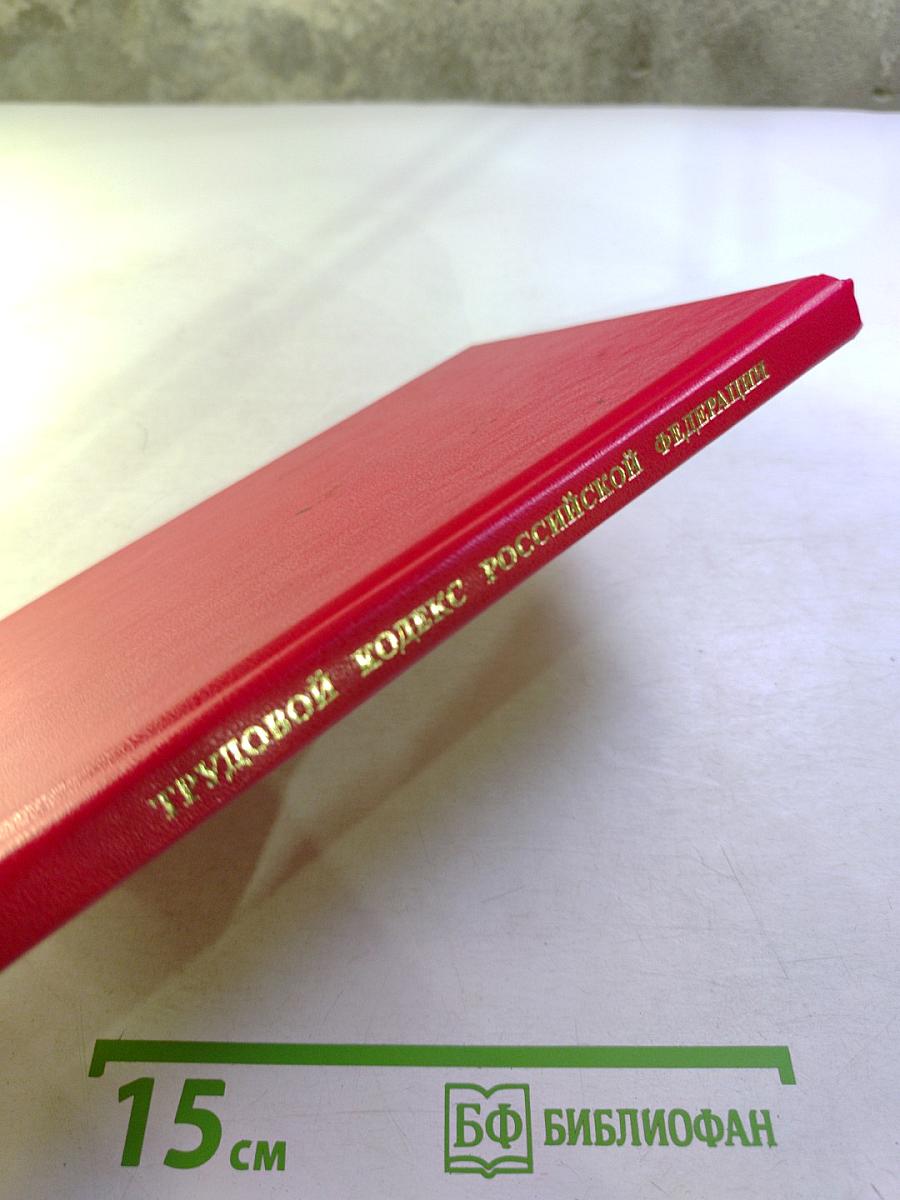 ТРУДОВОЙ КОДЕКС РОССИЙСКОЙ ФЕДЕРАЦИИ
15 см
БФ БИБЛИОФАН